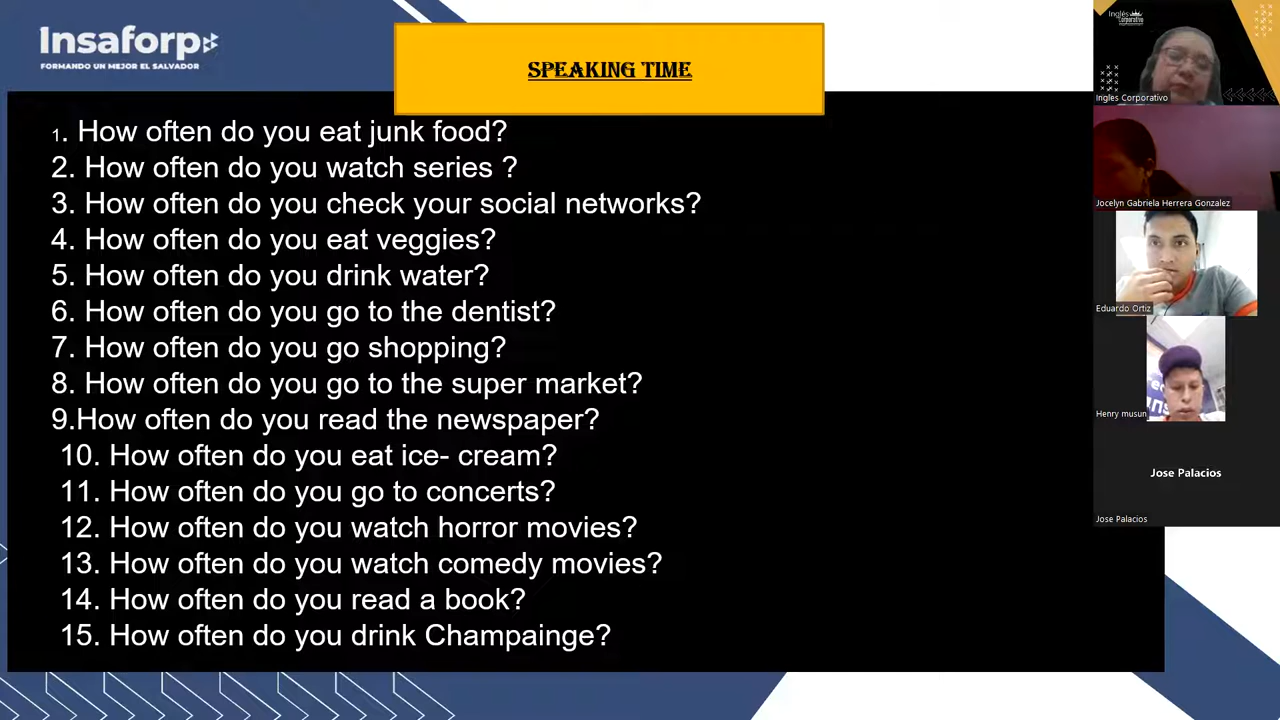 Insaforp
FORMANDO UN MEJOR EL SALVADOR
SPEAKING TIME
1. How often do you eat junk food?
2. How often do you watch series ?
3. How often do you check your social networks?
4. How often do you eat veggies?
5. How often do you drink water?
6. How often do you go to the dentist?
7. How often do you go shopping?
8. How often do you go to the super market?
9.How often do you read the newspaper?
10. How often do you eat ice- cream?
11. How often do you go to concerts?
12. How often do you watch horror movies?
13. How often do you watch comedy movies?
14. How often do you read a book?
15. How often do you drink Champainge?
Inglés
Corporativo
Ingles Corporativo
Jocelyn Gabriela Herrera Gonzalez
Eduardo Ortiz
Henry musun
Jose Palacios
Jose Palacios